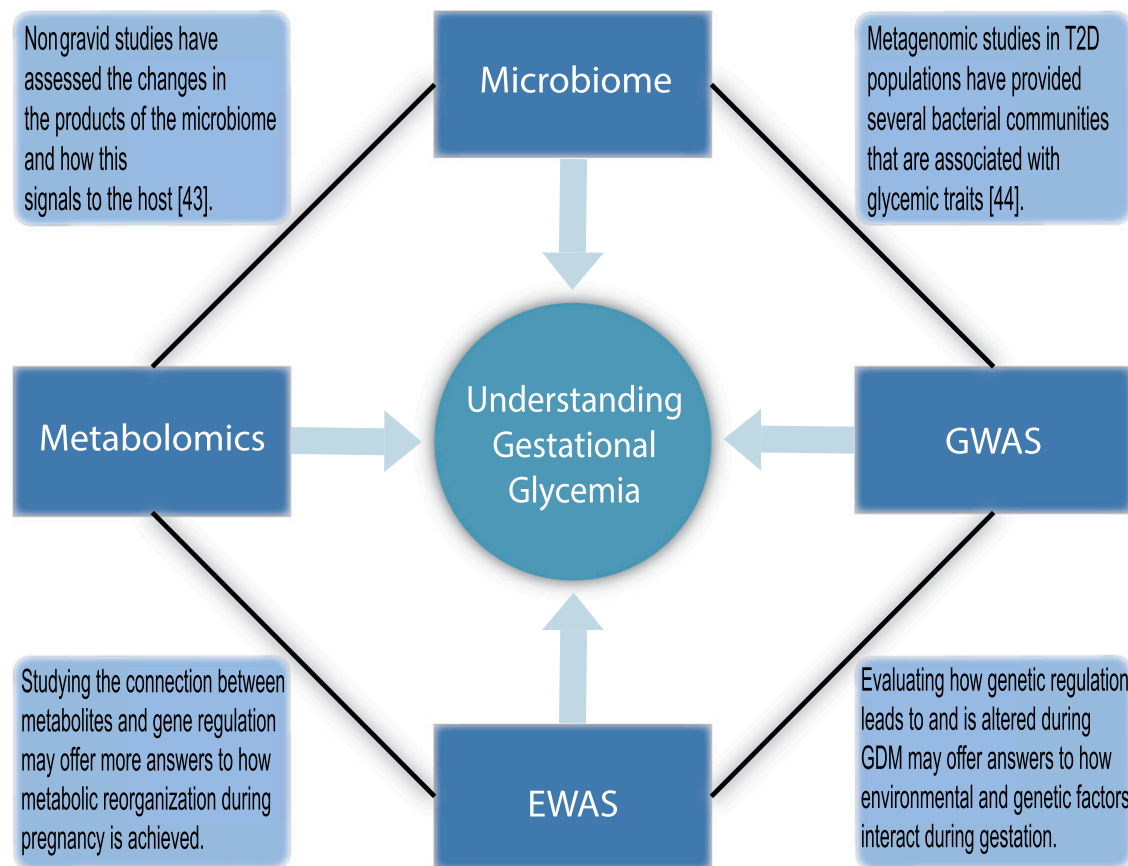 Nongravid studies have
assessed the changes in
the products of the microbiome
and how this
signals to the host [43].
Microbiome
Metagenomic studies in T2D
populations have provided
several bacterial communities
that are associated with
glycemic traits [44].
Metabolomics
Understanding
Gestational
Glycemia
GWAS
Studying the connection between
metabolites and gene regulation
may offer more answers to how
metabolic reorganization during
pregnancy is achieved.
EWAS
Evaluating how genetic regulation
leads to and is altered during
GDM may offer answers to how
environmental and genetic factors
interact during gestation.